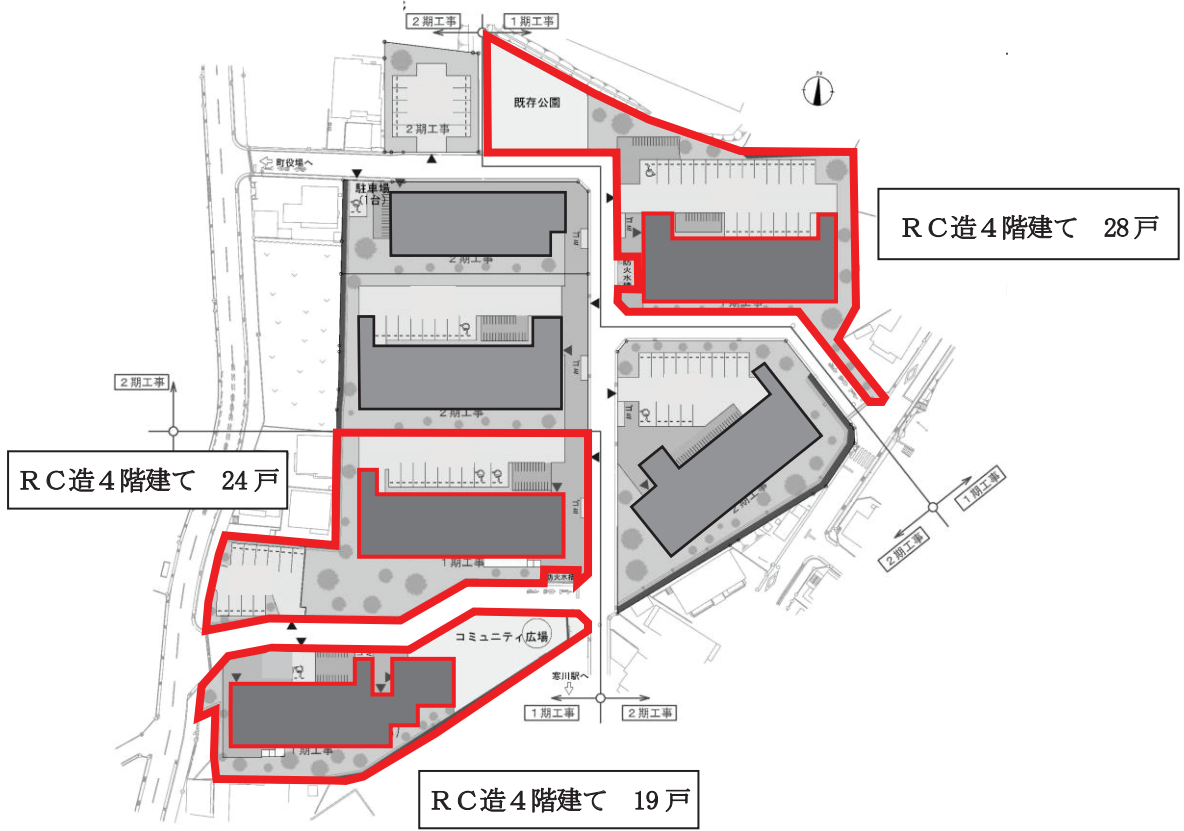 2期工事
1期工事
N
既存公園
2期工事
町役場へ
駐車場
(1台)
RC造4階建て 28戸
2期工事
防火水槽
1期工事
2期工事
2期工事
RC造4階建て 24戸
2期工事
1期工事
2期工事
1期工事
防火水槽
コミュニティ広場
寒川駅へ
1期工事
2期工事
1期工事
RC造4階建て 19戸